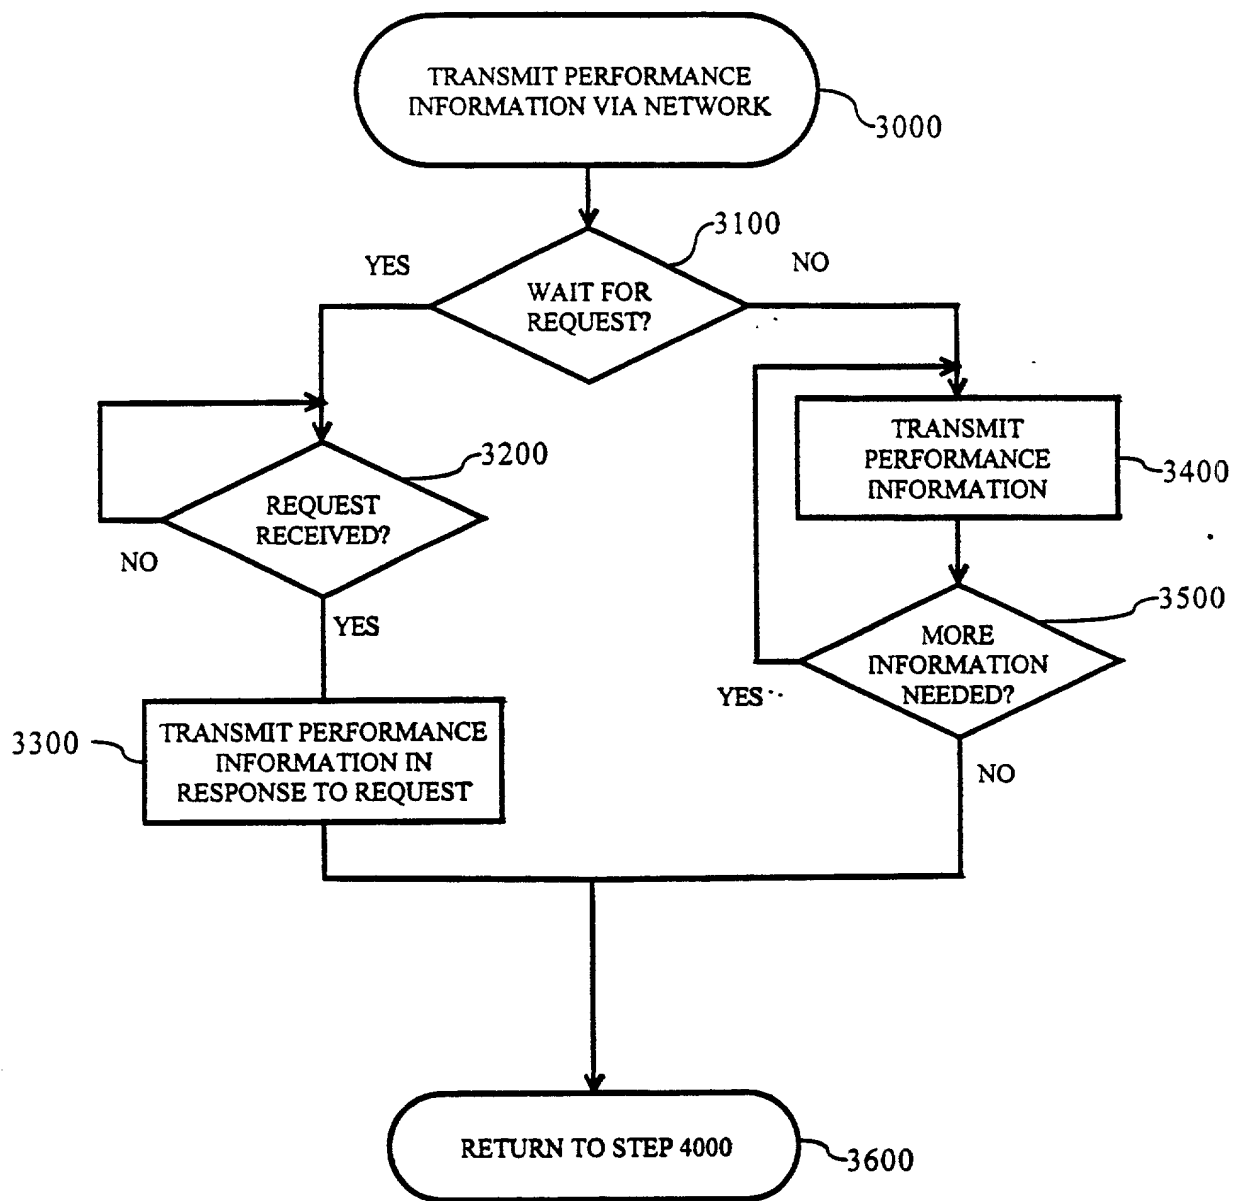 TRANSMIT PERFORMANCE
INFORMATION VIA NETWORK
3000
3100
YES
NO
WAIT FOR
REQUEST?
3200
REQUEST
RECEIVED?
NO
YES
3300
TRANSMIT PERFORMANCE
INFORMATION IN
RESPONSE TO REQUEST
TRANSMIT
PERFORMANCE
INFORMATION
3400
3500
MORE
INFORMATION
NEEDED?
YES
NO
RETURN TO STEP 4000
3600